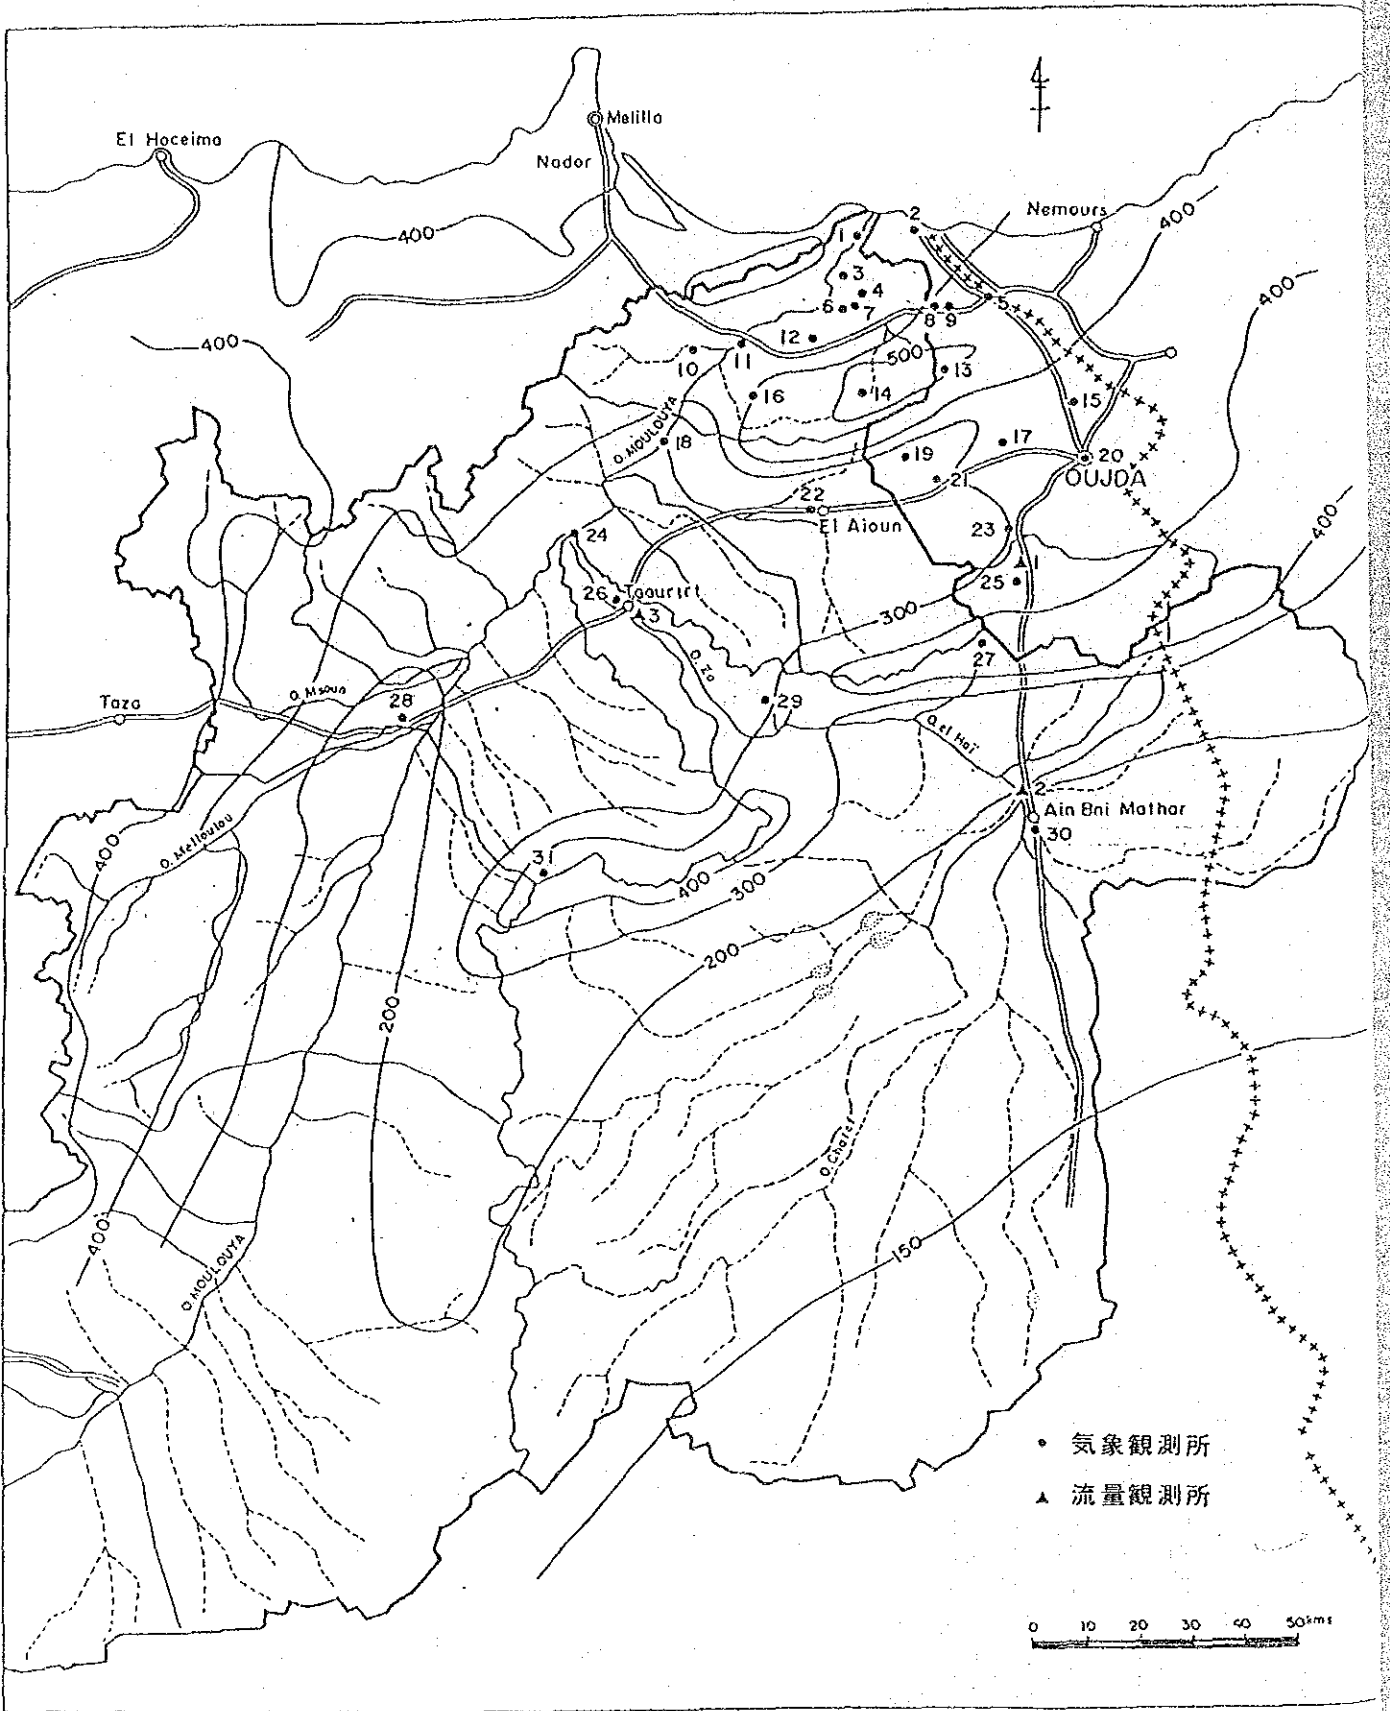 El Hoceima
Melilla
Nador
Nemours
400
400
400
400
1
2
3
4
5
6
7
8
9
10
11
12
500
13
14
15
16
O. MOULOUYA
17
18
19
20
OUJDA
21
22
El Aioun
23
400
24
1
25
26
Taourirt
3
300
27
O. Za
Taza
O. Msoun
28
29
O. el Haï
2
Ain Bni Mathar
30
400
O. Melloulou
31
400
300
200
200
O. Charef
400
O. MOULOUYA
150
気象観測所
流量観測所
0 10 20 30 40 50kms